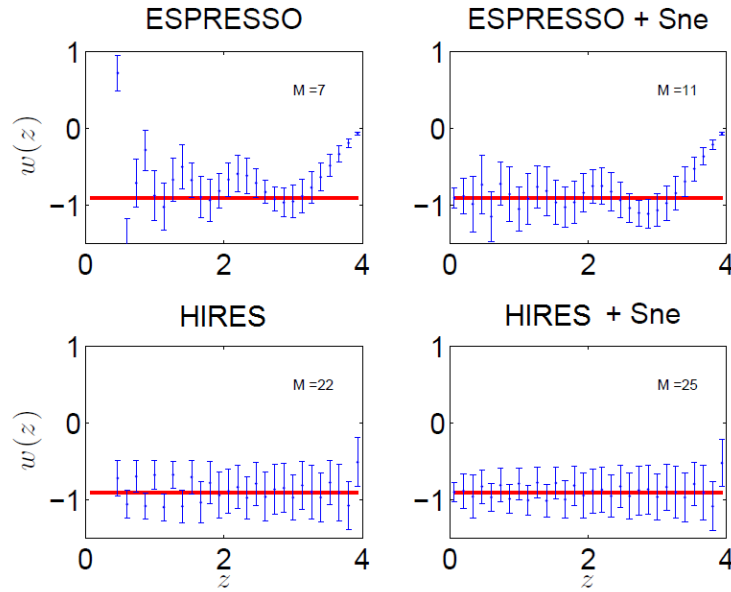 ESPRESSO
ESPRESSO + Sne
1
0
−1
w(z)
M =7
0
2
4
1
0
−1
M =11
0
2
4
HIRES
HIRES + Sne
1
0
−1
w(z)
M =22
0
2
4
z
1
0
−1
M =25
0
2
4
z